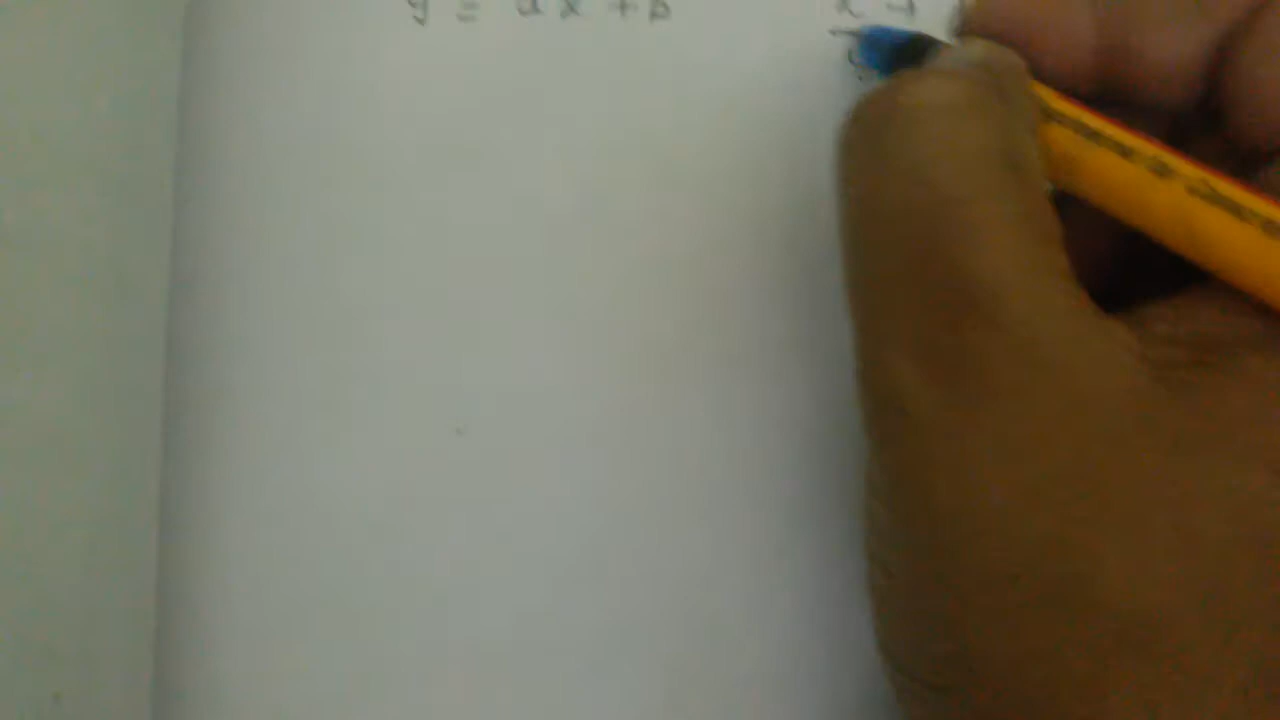 y = ax + b
x y